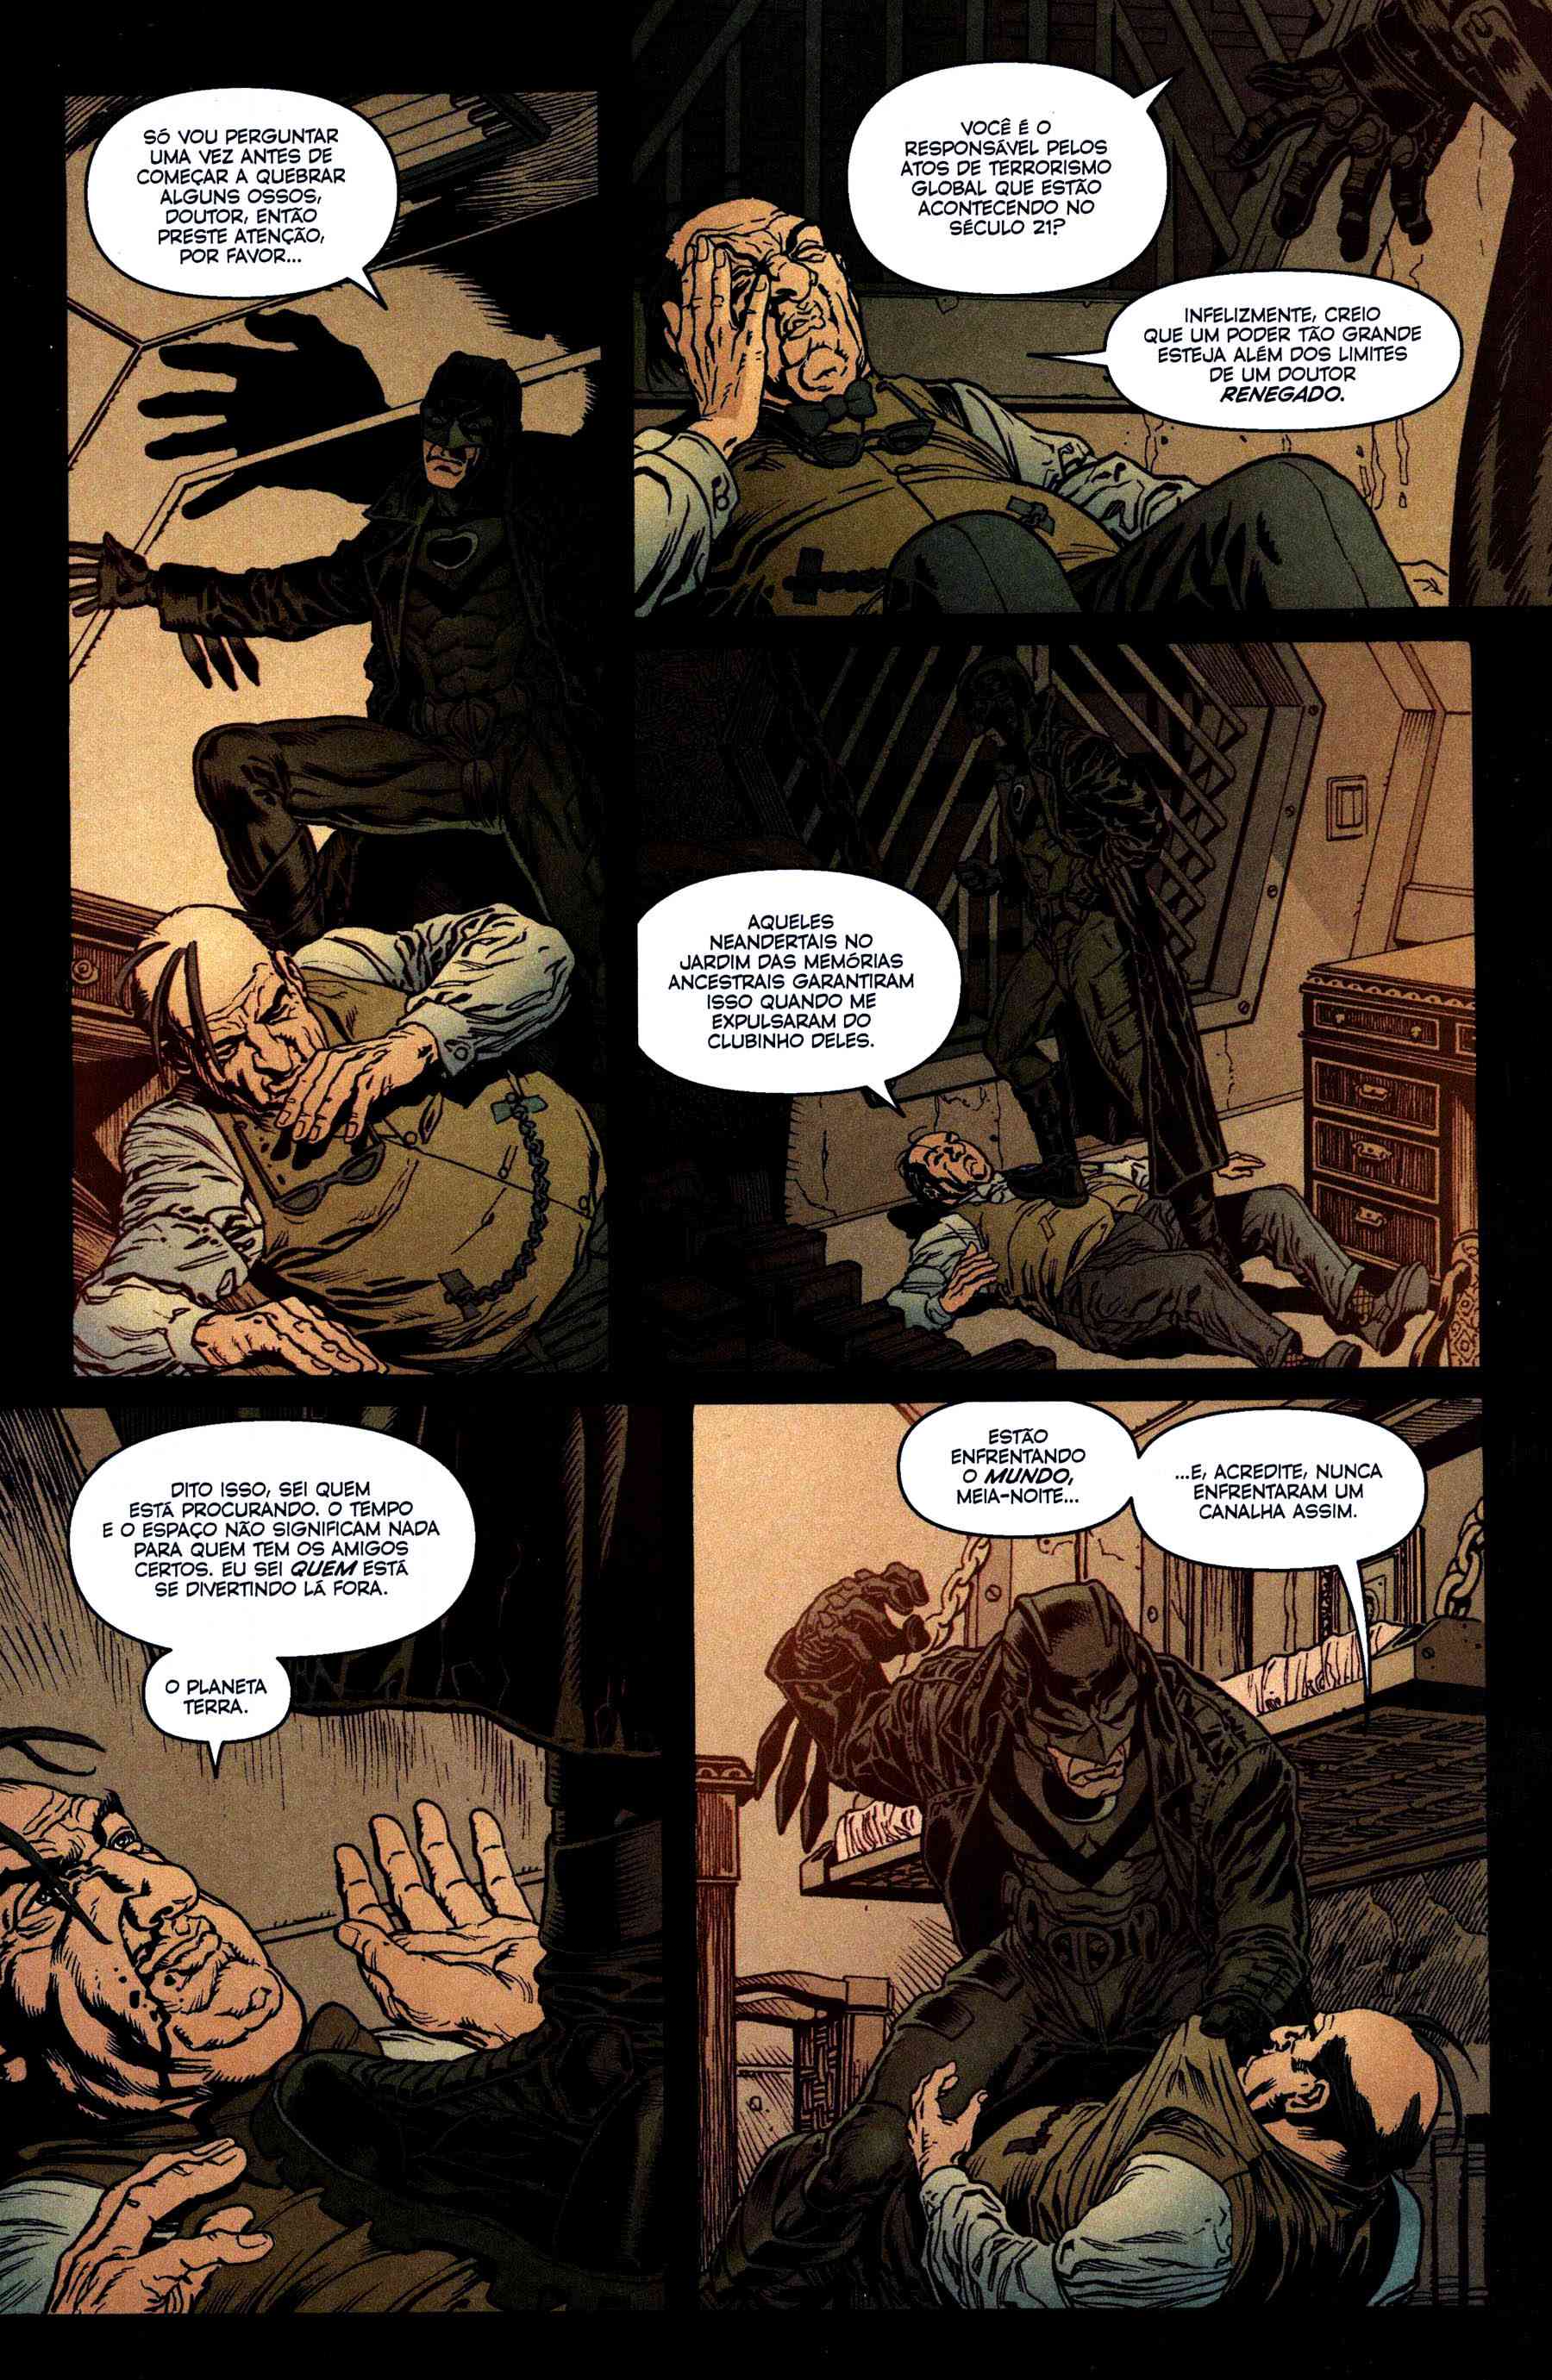 SÓ VOU PERGUNTAR
UMA VEZ ANTES DE
COMEÇAR A QUEBRAR
ALGUNS OSSOS,
DOUTOR, ENTÃO
PRESTE ATENÇÃO,
POR FAVOR...
VOCÊ É O
RESPONSÁVEL PELOS
ATOS DE TERRORISMO
GLOBAL QUE ESTÃO
ACONTECENDO NO
SÉCULO 21?
INFELIZMENTE, CREIO
QUE UM PODER TÃO GRANDE
ESTEJA ALÉM DOS LIMITES
DE UM DOUTOR
RENEGADO.
AQUELES
NEANDERTAIS NO
JARDIM DAS MEMÓRIAS
ANCESTRAIS GARANTIRAM
ISSO QUANDO ME
EXPULSARAM DO
CLUBINHO DELES.
DITO ISSO, SEI QUEM
ESTÁ PROCURANDO. O TEMPO
E O ESPAÇO NÃO SIGNIFICAM NADA
PARA QUEM TEM OS AMIGOS
CERTOS. EU SEI QUEM ESTÁ
SE DIVERTINDO LÁ FORA.
O PLANETA
TERRA.
ESTÃO
ENFRENTANDO
O MUNDO,
MEIA-NOITE...
...E, ACREDITE, NUNCA
ENFRENTARAM UM
CANALHA ASSIM.